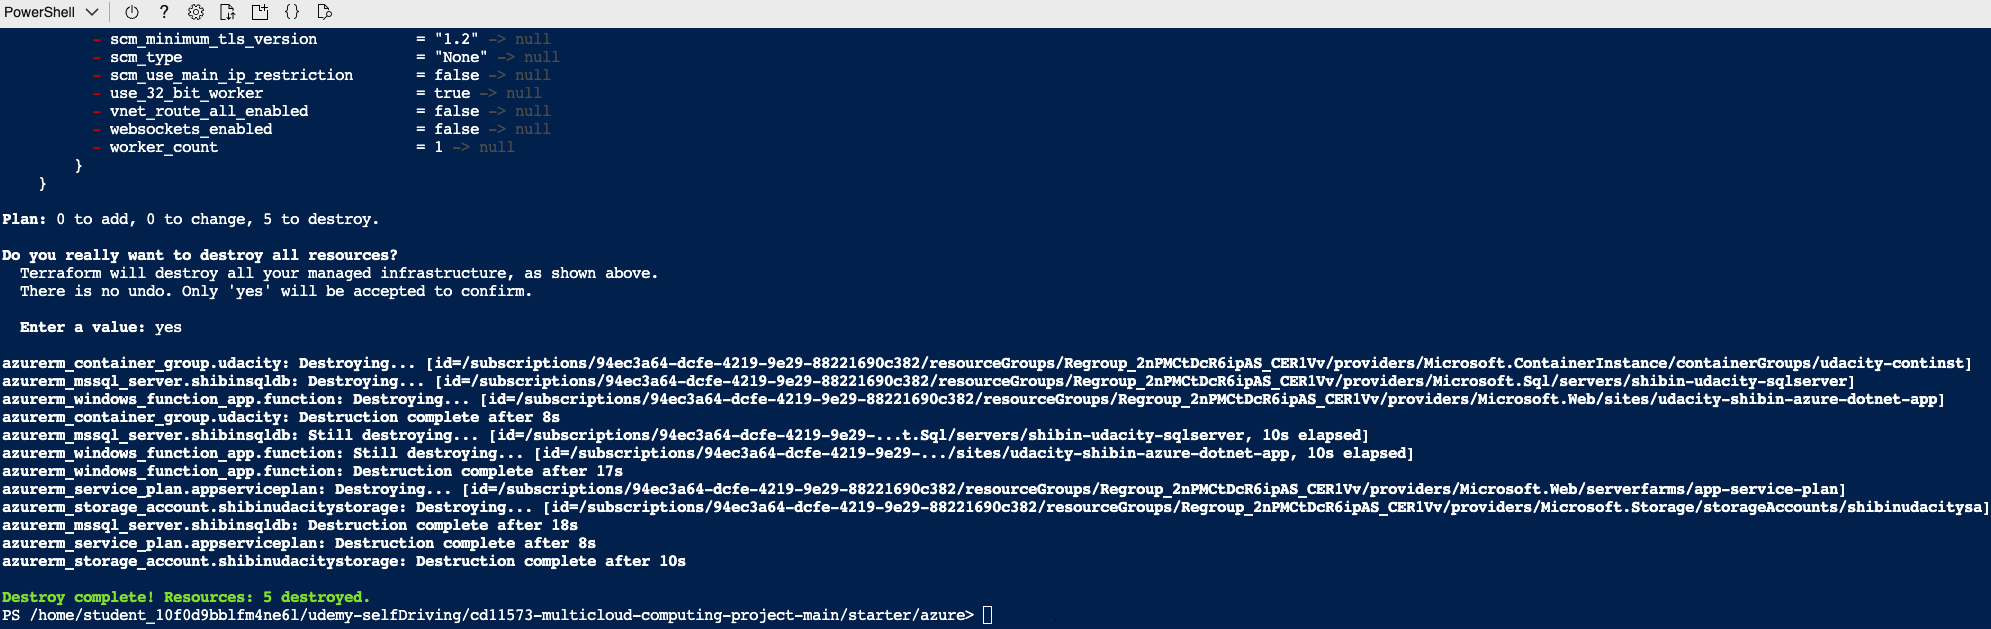 PowerShell
- scm_minimum_tls_version = "1.2" -> null
- scm_type = "None" -> null
- scm_use_main_ip_restriction = false -> null
- use_32_bit_worker = true -> null
- vnet_route_all_enabled = false -> null
- websockets_enabled = false -> null
- worker_count = 1 -> null
}
}
Plan: 0 to add, 0 to change, 5 to destroy.
Do you really want to destroy all resources?
Terraform will destroy all your managed infrastructure, as shown above.
There is no undo. Only 'yes' will be accepted to confirm.
Enter a value: yes
azurerm_container_group.udacity: Destroying... [id=/subscriptions/94ec3a64-dcfe-4219-9e29-88221690c382/resourceGroups/Regroup_2nPMCtDcR6ipAS_CER1Vv/providers/Microsoft.ContainerInstance/containerGroups/udacity-continst]
azurerm_mssql_server.shibinsqldb: Destroying... [id=/subscriptions/94ec3a64-dcfe-4219-9e29-88221690c382/resourceGroups/Regroup_2nPMCtDcR6ipAS_CER1Vv/providers/Microsoft.Sql/servers/shibin-udacity-sqlserver]
azurerm_windows_function_app.function: Destroying... [id=/subscriptions/94ec3a64-dcfe-4219-9e29-88221690c382/resourceGroups/Regroup_2nPMCtDcR6ipAS_CER1Vv/providers/Microsoft.Web/sites/udacity-shibin-azure-dotnet-app]
azurerm_container_group.udacity: Destruction complete after 8s
azurerm_mssql_server.shibinsqldb: Still destroying... [id=/subscriptions/94ec3a64-dcfe-4219-9e29-...t.Sql/servers/shibin-udacity-sqlserver, 10s elapsed]
azurerm_windows_function_app.function: Still destroying... [id=/subscriptions/94ec3a64-dcfe-4219-9e29-.../sites/udacity-shibin-azure-dotnet-app, 10s elapsed]
azurerm_windows_function_app.function: Destruction complete after 17s
azurerm_service_plan.appserviceplan: Destroying... [id=/subscriptions/94ec3a64-dcfe-4219-9e29-88221690c382/resourceGroups/Regroup_2nPMCtDcR6ipAS_CER1Vv/providers/Microsoft.Web/serverfarms/app-service-plan]
azurerm_storage_account.shibinudacitystorage: Destroying... [id=/subscriptions/94ec3a64-dcfe-4219-9e29-88221690c382/resourceGroups/Regroup_2nPMCtDcR6ipAS_CER1Vv/providers/Microsoft.Storage/storageAccounts/shibinudacitysa]
azurerm_mssql_server.shibinsqldb: Destruction complete after 18s
azurerm_service_plan.appserviceplan: Destruction complete after 8s
azurerm_storage_account.shibinudacitystorage: Destruction complete after 10s
Destroy complete! Resources: 5 destroyed.
PS /home/student_10f0d9bblfm4ne6l/udemy-selfDriving/cd11573-multicloud-computing-project-main/starter/azure>